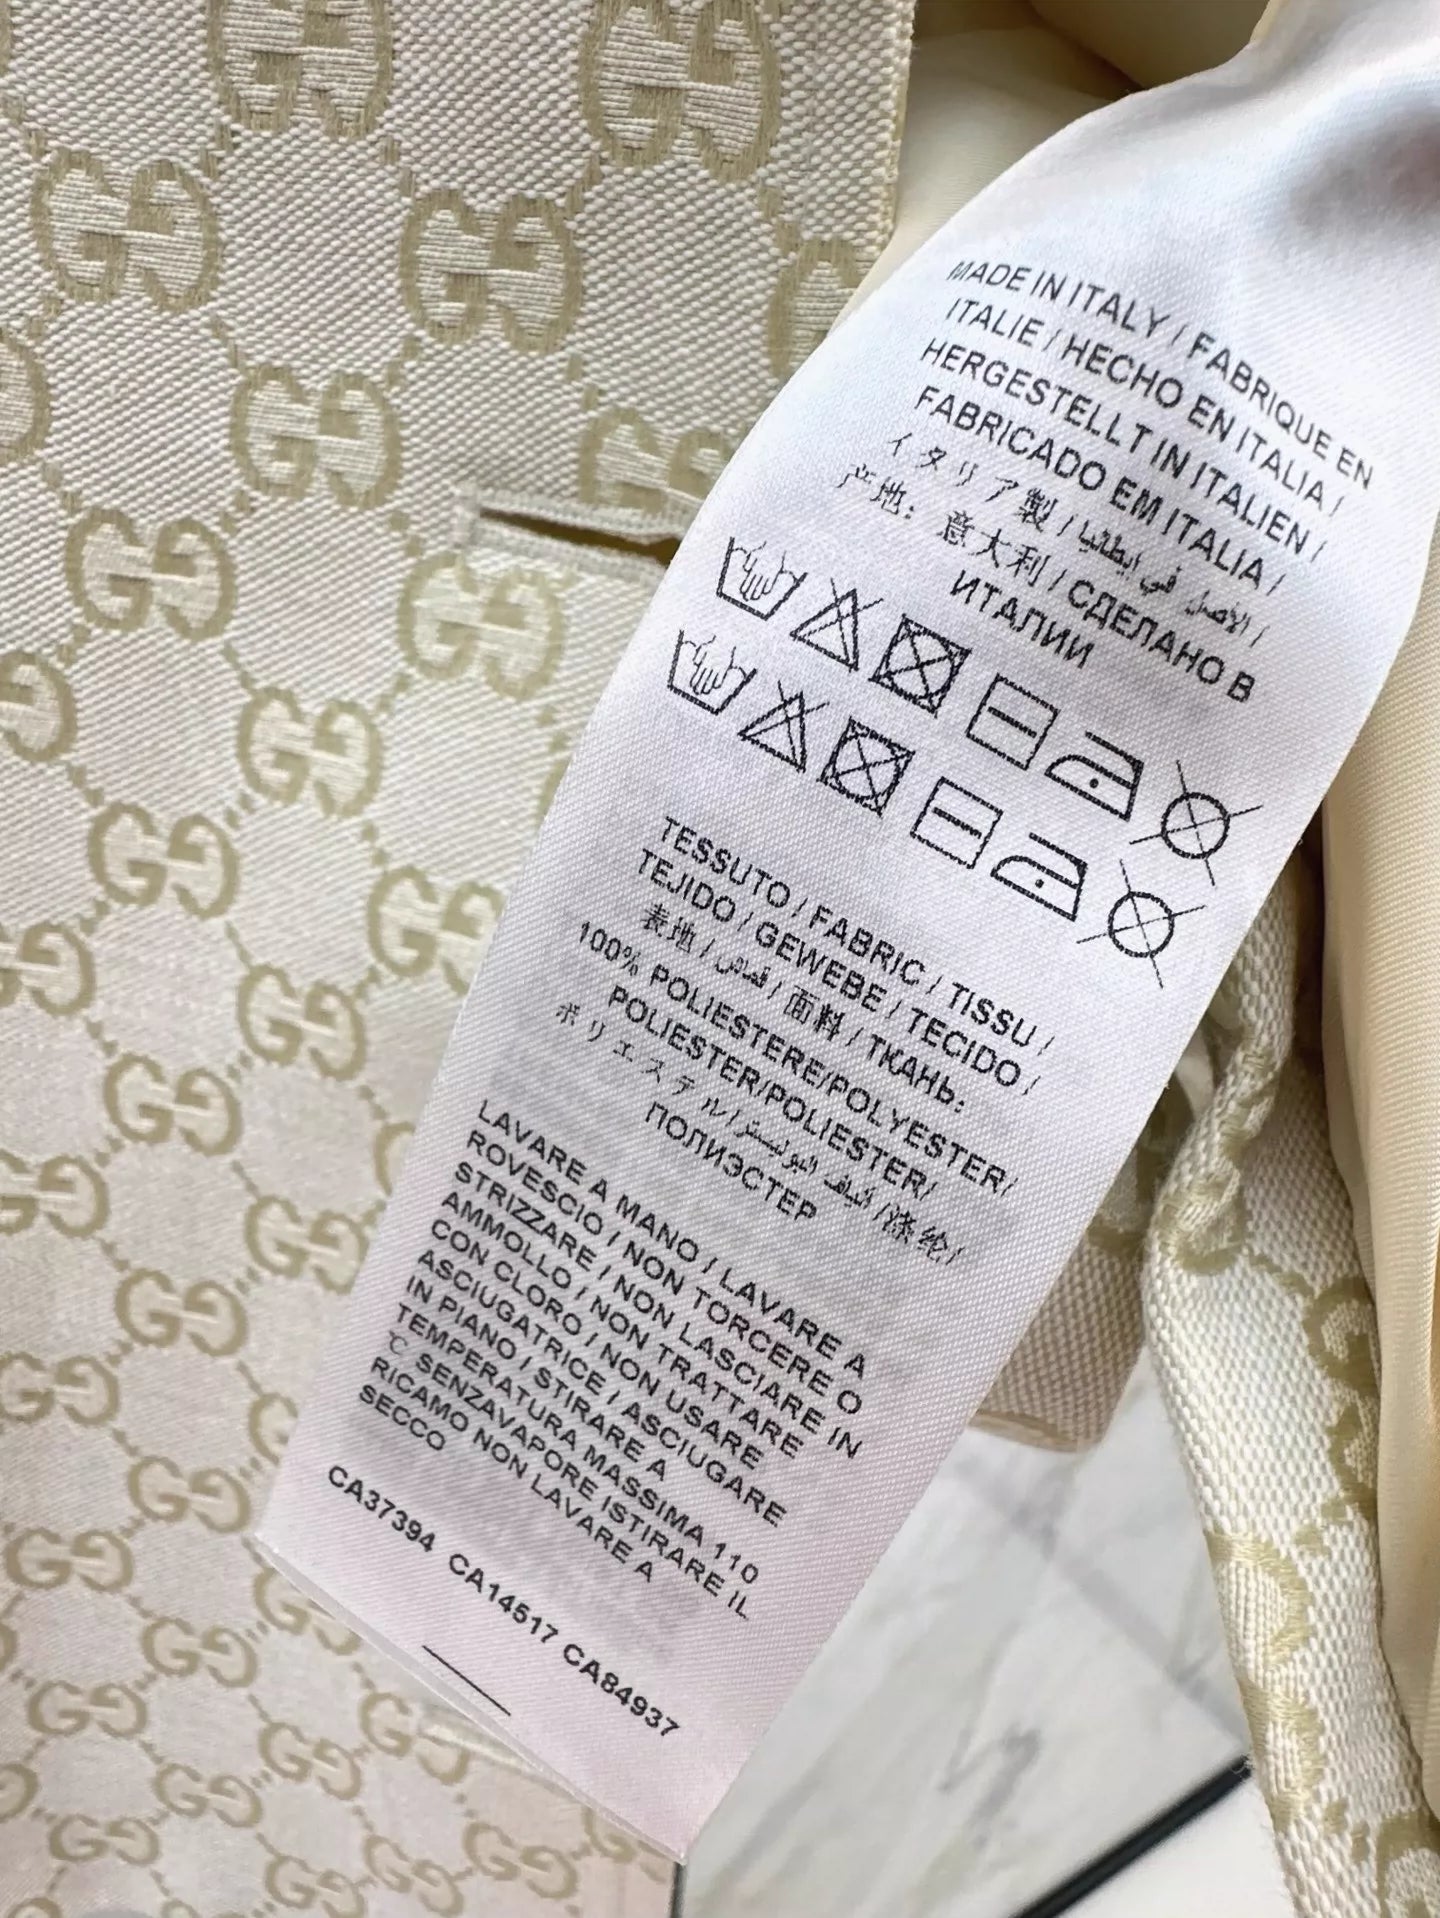 MADE IN ITALY / FABRIQUE EN
ITALIE / HECHO EN ITALIA /
HERGESTELLT IN ITALIEN /
FABRICADO EM ITALIA /
イタリア製 / الأصل في إيطاليا /
产地: 意大利 / СДЕЛАНО В
ИТАЛИИ
TESSUTO / FABRIC / TISSU /
TEJIDO / GEWEBE / TECIDO /
表地 / قماش / 面料 / ТКАНЬ:
100% POLIESTERE/POLYESTER/
POLIESTER/POLIESTER/
ポリエステル/ الياف البوليستر /涤纶/
ПОЛИЭСТЕР
LAVARE A MANO / LAVARE A
ROVESCIO / NON TORCERE O
STRIZZARE / NON LASCIARE IN
AMMOLLO / NON TRATTARE
CON CLORO / NON USARE
ASCIUGATRICE / ASCIUGARE
IN PIANO / STIRARE A
TEMPERATURA MASSIMA 110
℃ SENZAVAPORE ISTIRARE IL
RICAMO NON LAVARE A
SECCO
CA37394 CA14517 CA84937